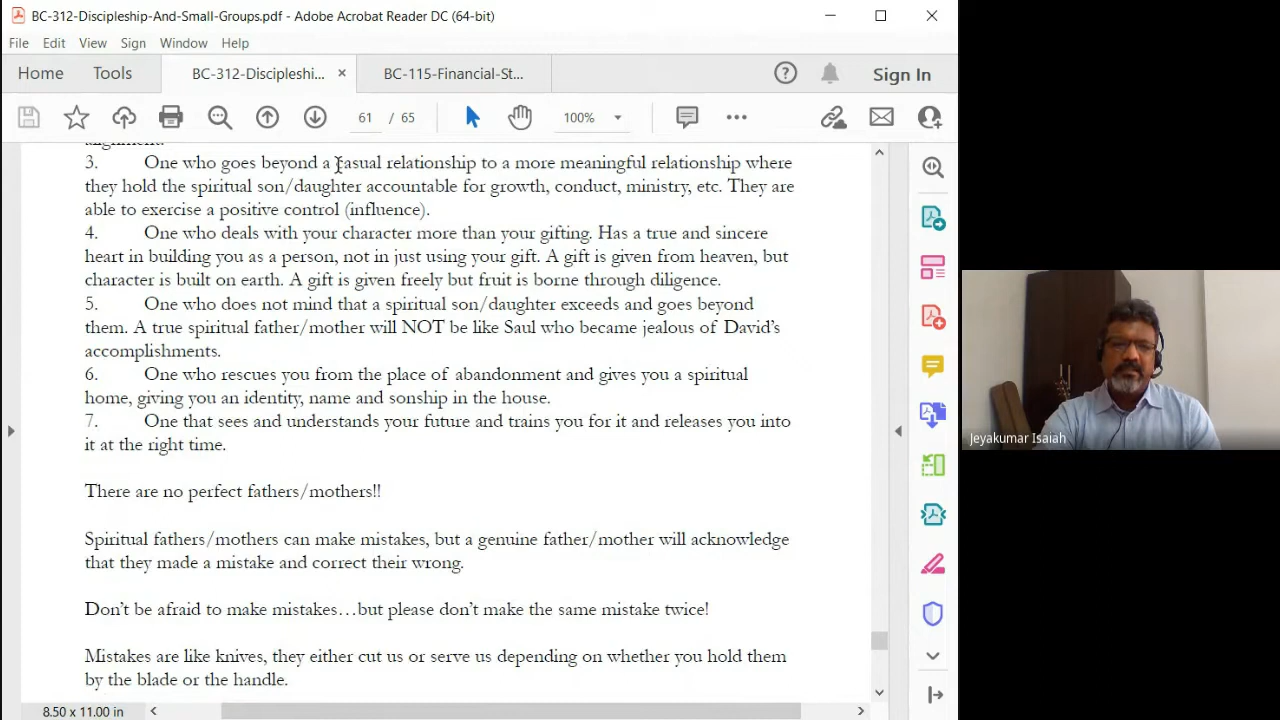 BC-312-Discipleship-And-Small-Groups.pdf - Adobe Acrobat Reader DC (64-bit)
File Edit View Sign Window Help
Home Tools BC-312-Discipleshi... × BC-115-Financial-St... Sign In
61 / 65 100%
alignment.
3. One who goes beyond a casual relationship to a more meaningful relationship where
they hold the spiritual son/daughter accountable for growth, conduct, ministry, etc. They are
able to exercise a positive control (influence).
4. One who deals with your character more than your gifting. Has a true and sincere
heart in building you as a person, not in just using your gift. A gift is given from heaven, but
character is built on earth. A gift is given freely but fruit is borne through diligence.
5. One who does not mind that a spiritual son/daughter exceeds and goes beyond
them. A true spiritual father/mother will NOT be like Saul who became jealous of David's
accomplishments.
6. One who rescues you from the place of abandonment and gives you a spiritual
home, giving you an identity, name and sonship in the house.
7. One that sees and understands your future and trains you for it and releases you into
it at the right time.
There are no perfect fathers/mothers!!
Spiritual fathers/mothers can make mistakes, but a genuine father/mother will acknowledge
that they made a mistake and correct their wrong.
Don't be afraid to make mistakes…but please don't make the same mistake twice!
Mistakes are like knives, they either cut us or serve us depending on whether you hold them
by the blade or the handle.
8.50 x 11.00 in
Jeyakumar Isaiah